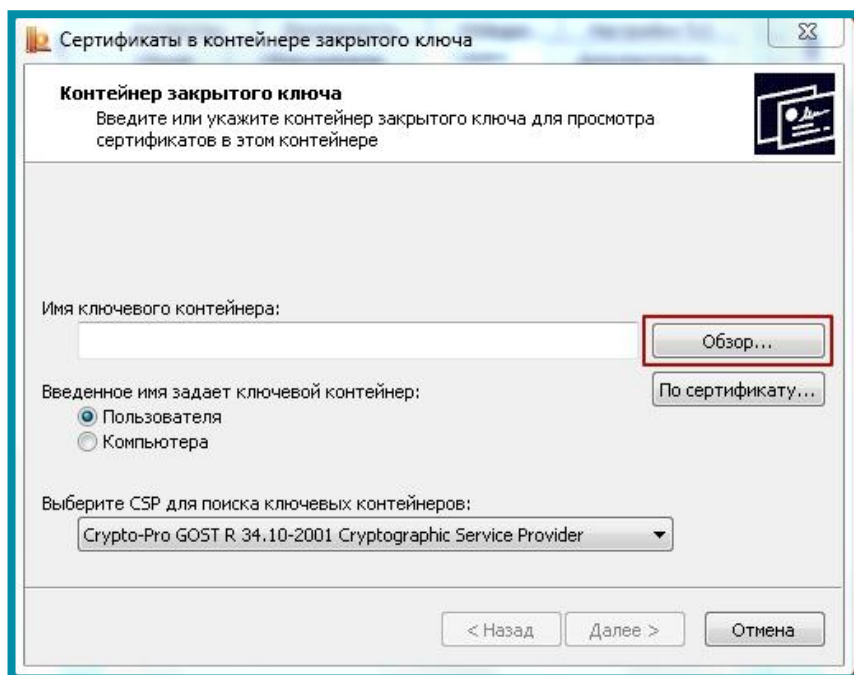 Сертификаты в контейнере закрытого ключа
Контейнер закрытого ключа
Введите или укажите контейнер закрытого ключа для просмотра
сертификатов в этом контейнере
Имя ключевого контейнера:
Обзор...
Введенное имя задает ключевой контейнер:
По сертификату...
Пользователя
Компьютера
Выберите CSP для поиска ключевых контейнеров:
Crypto-Pro GOST R 34.10-2001 Cryptographic Service Provider
< Назад
Далее >
Отмена